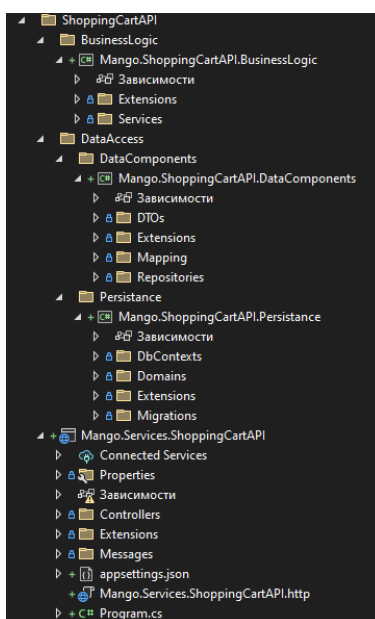 ShoppingCartAPI
BusinessLogic
+ C# Mango.ShoppingCartAPI.BusinessLogic
Зависимости
Extensions
Services
DataAccess
DataComponents
+ C# Mango.ShoppingCartAPI.DataComponents
Зависимости
DTOs
Extensions
Mapping
Repositories
Persistance
+ C# Mango.ShoppingCartAPI.Persistance
Зависимости
DbContexts
Domains
Extensions
Migrations
+ Mango.Services.ShoppingCartAPI
Connected Services
Properties
Зависимости
Controllers
Extensions
Messages
+ appsettings.json
+ Mango.Services.ShoppingCartAPI.http
+ C# Program.cs